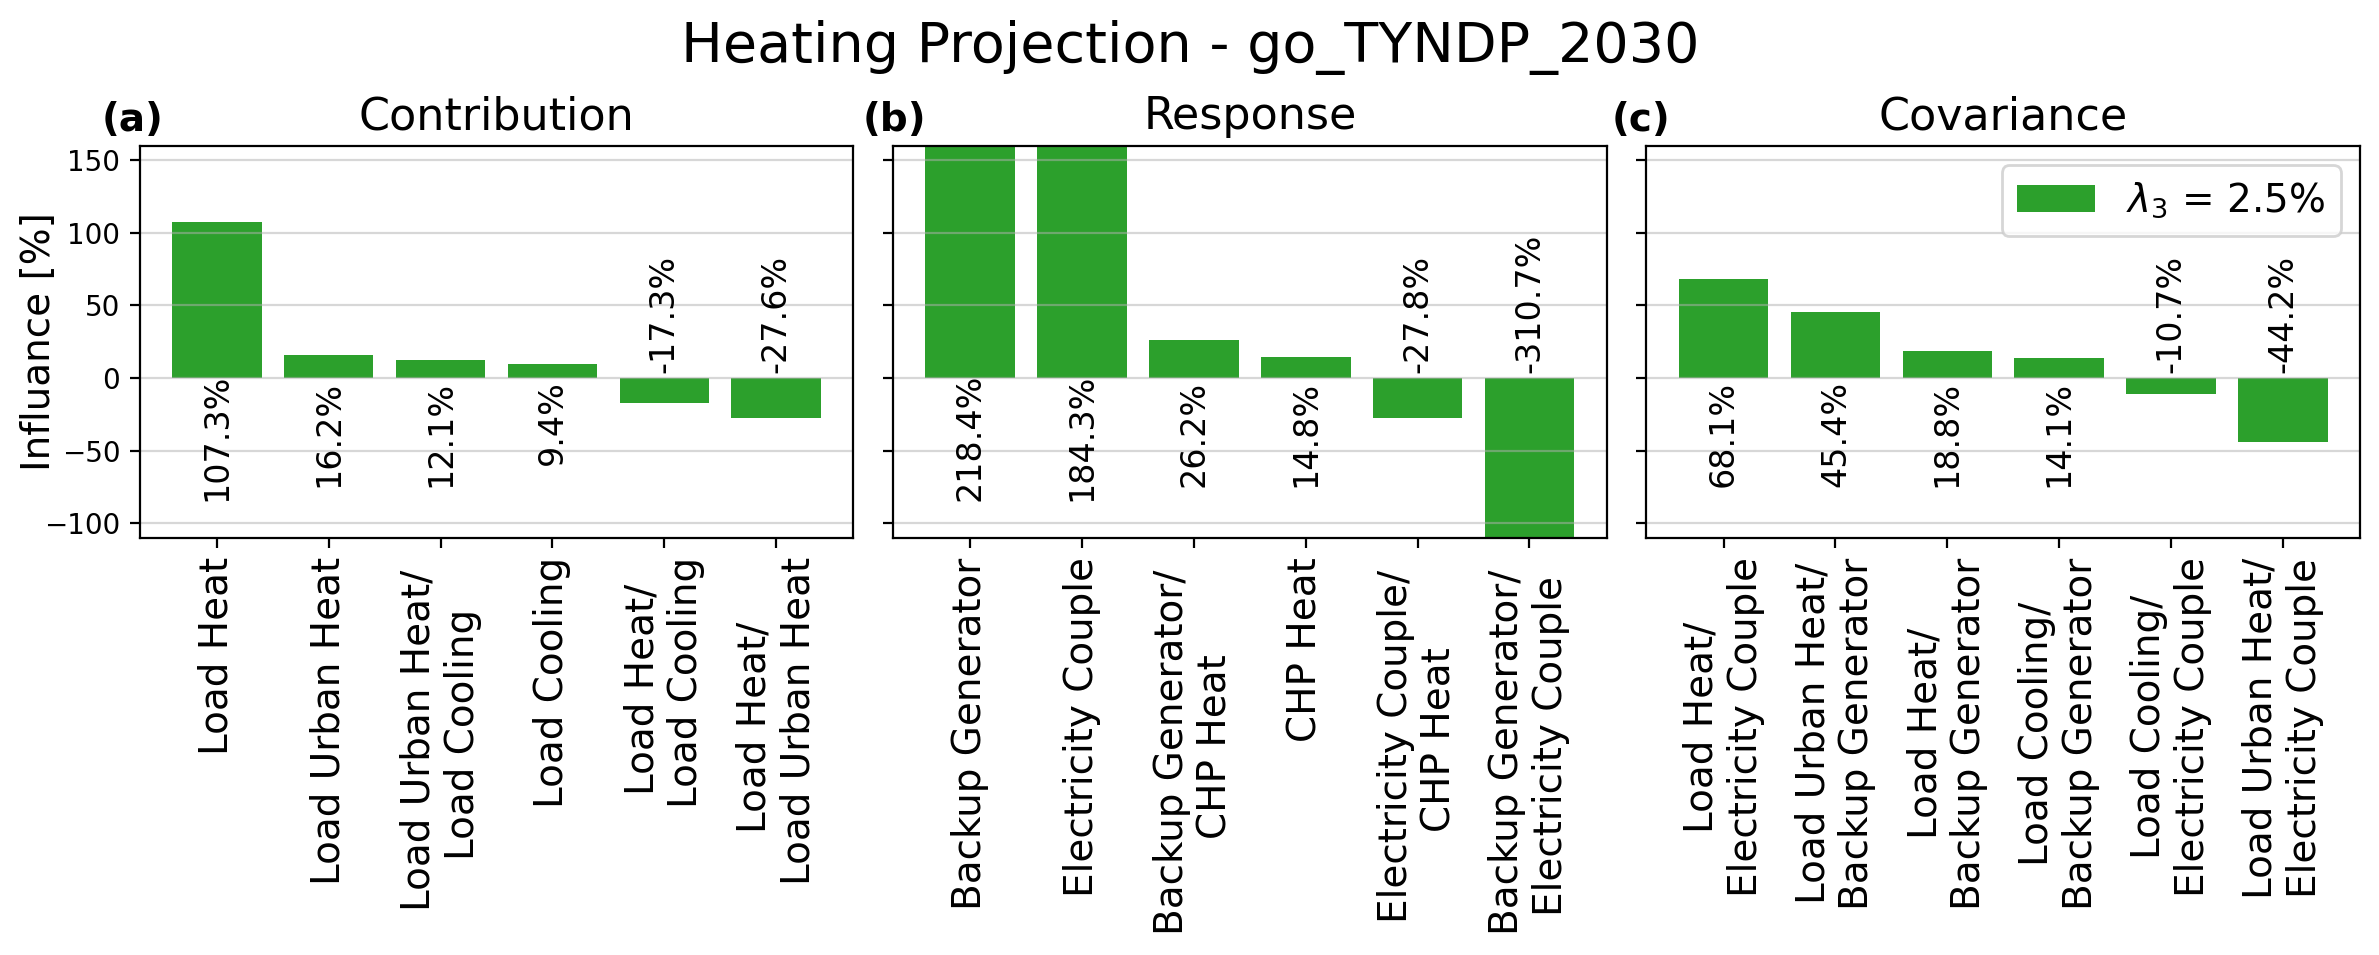 Heating Projection - go_TYNDP_2030
(a)
Contribution
Influance [%]
150
100
50
0
−50
−100
107.3%
16.2%
12.1%
9.4%
-17.3%
-27.6%
Load Heat
Load Urban Heat
Load Urban Heat/
Load Cooling
Load Cooling
Load Heat/
Load Cooling
Load Heat/
Load Urban Heat
(b)
Response
218.4%
184.3%
26.2%
14.8%
-27.8%
-310.7%
Backup Generator
Electricity Couple
Backup Generator/
CHP Heat
CHP Heat
Electricity Couple/
CHP Heat
Backup Generator/
Electricity Couple
(c)
Covariance
λ3 = 2.5%
68.1%
45.4%
18.8%
14.1%
-10.7%
-44.2%
Load Heat/
Electricity Couple
Load Urban Heat/
Backup Generator
Load Heat/
Backup Generator
Load Cooling/
Backup Generator
Load Cooling/
Electricity Couple
Load Urban Heat/
Electricity Couple